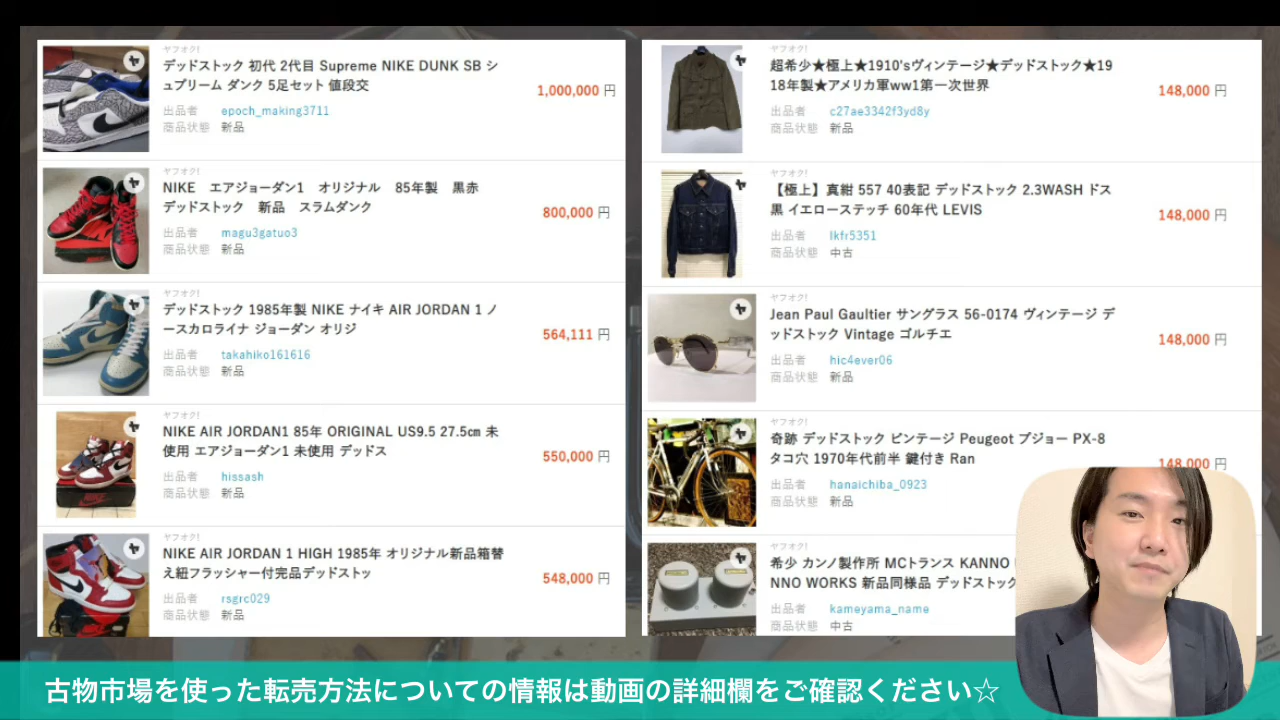 ヤフオク!
デッドストック 初代 2代目 Supreme NIKE DUNK SB シ
ュプリーム ダンク 5足セット 値段交
1,000,000 円
出品者 epoch_making3711
商品状態 新品
ヤフオク!
NIKE エアジョーダン1 オリジナル 85年製 黒赤
デッドストック 新品 スラムダンク
800,000 円
出品者 magu3gatuo3
商品状態 新品
ヤフオク!
デッドストック 1985年製 NIKE ナイキ AIR JORDAN 1 ノ
ースカロライナ ジョーダン オリジ
564,111 円
出品者 takahiko161616
商品状態 新品
ヤフオク!
NIKE AIR JORDAN1 85年 ORIGINAL US9.5 27.5㎝ 未
使用 エアジョーダン1 未使用 デッドス
550,000 円
出品者 hissash
商品状態 新品
ヤフオク!
NIKE AIR JORDAN 1 HIGH 1985年 オリジナル新品箱替
え紐フラッシャー付完品デッドストッ
548,000 円
出品者 rsgrc029
商品状態 新品
ヤフオク!
超希少★極上★1910'sヴィンテージ★デッドストック★19
18年製★アメリカ軍ww1第一次世界
148,000 円
出品者 c27ae3342f3yd8y
商品状態 新品
ヤフオク!
【極上】真紺 557 40表記 デッドストック 2.3WASH ドス
黒 イエローステッチ 60年代 LEVIS
148,000 円
出品者 lkfr5351
商品状態 中古
ヤフオク!
Jean Paul Gaultier サングラス 56-0174 ヴィンテージ デ
ッドストック Vintage ゴルチエ
148,000 円
出品者 hic4ever06
商品状態 新品
ヤフオク!
奇跡 デッドストック ビンテージ Peugeot プジョー PX-8
タコ穴 1970年代前半 鍵付き Ran
148,000 円
出品者 hanaichiba_0923
商品状態 新品
ヤフオク!
希少 カンノ製作所 MCトランス KANNO
NNO WORKS 新品同様品 デッドストック
出品者 kameyama_name
商品状態 中古
古物市場を使った転売方法についての情報は動画の詳細欄をご確認ください☆